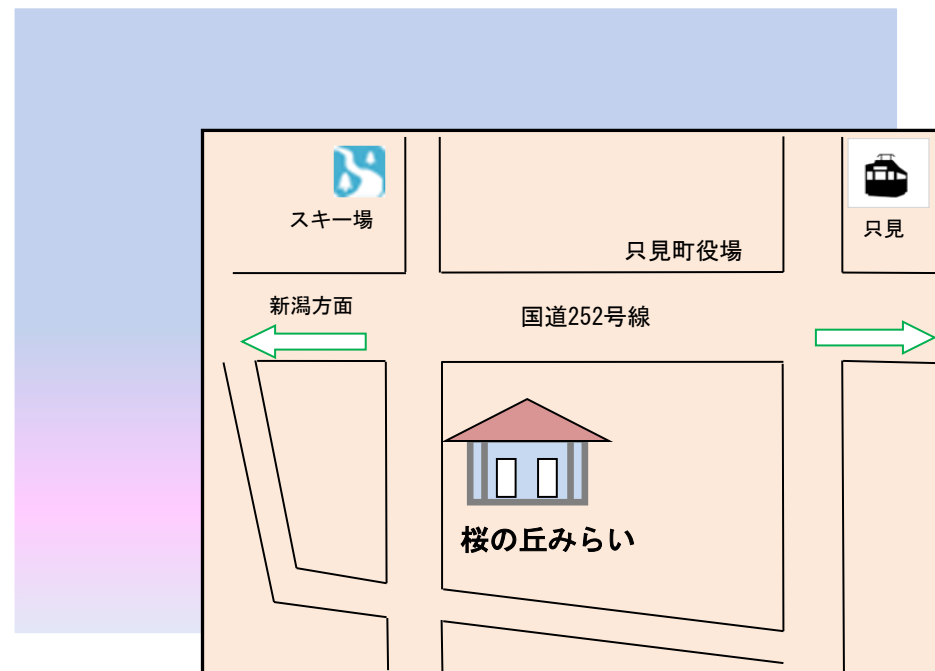 スキー場
只見
只見町役場
新潟方面
国道252号線
桜の丘みらい